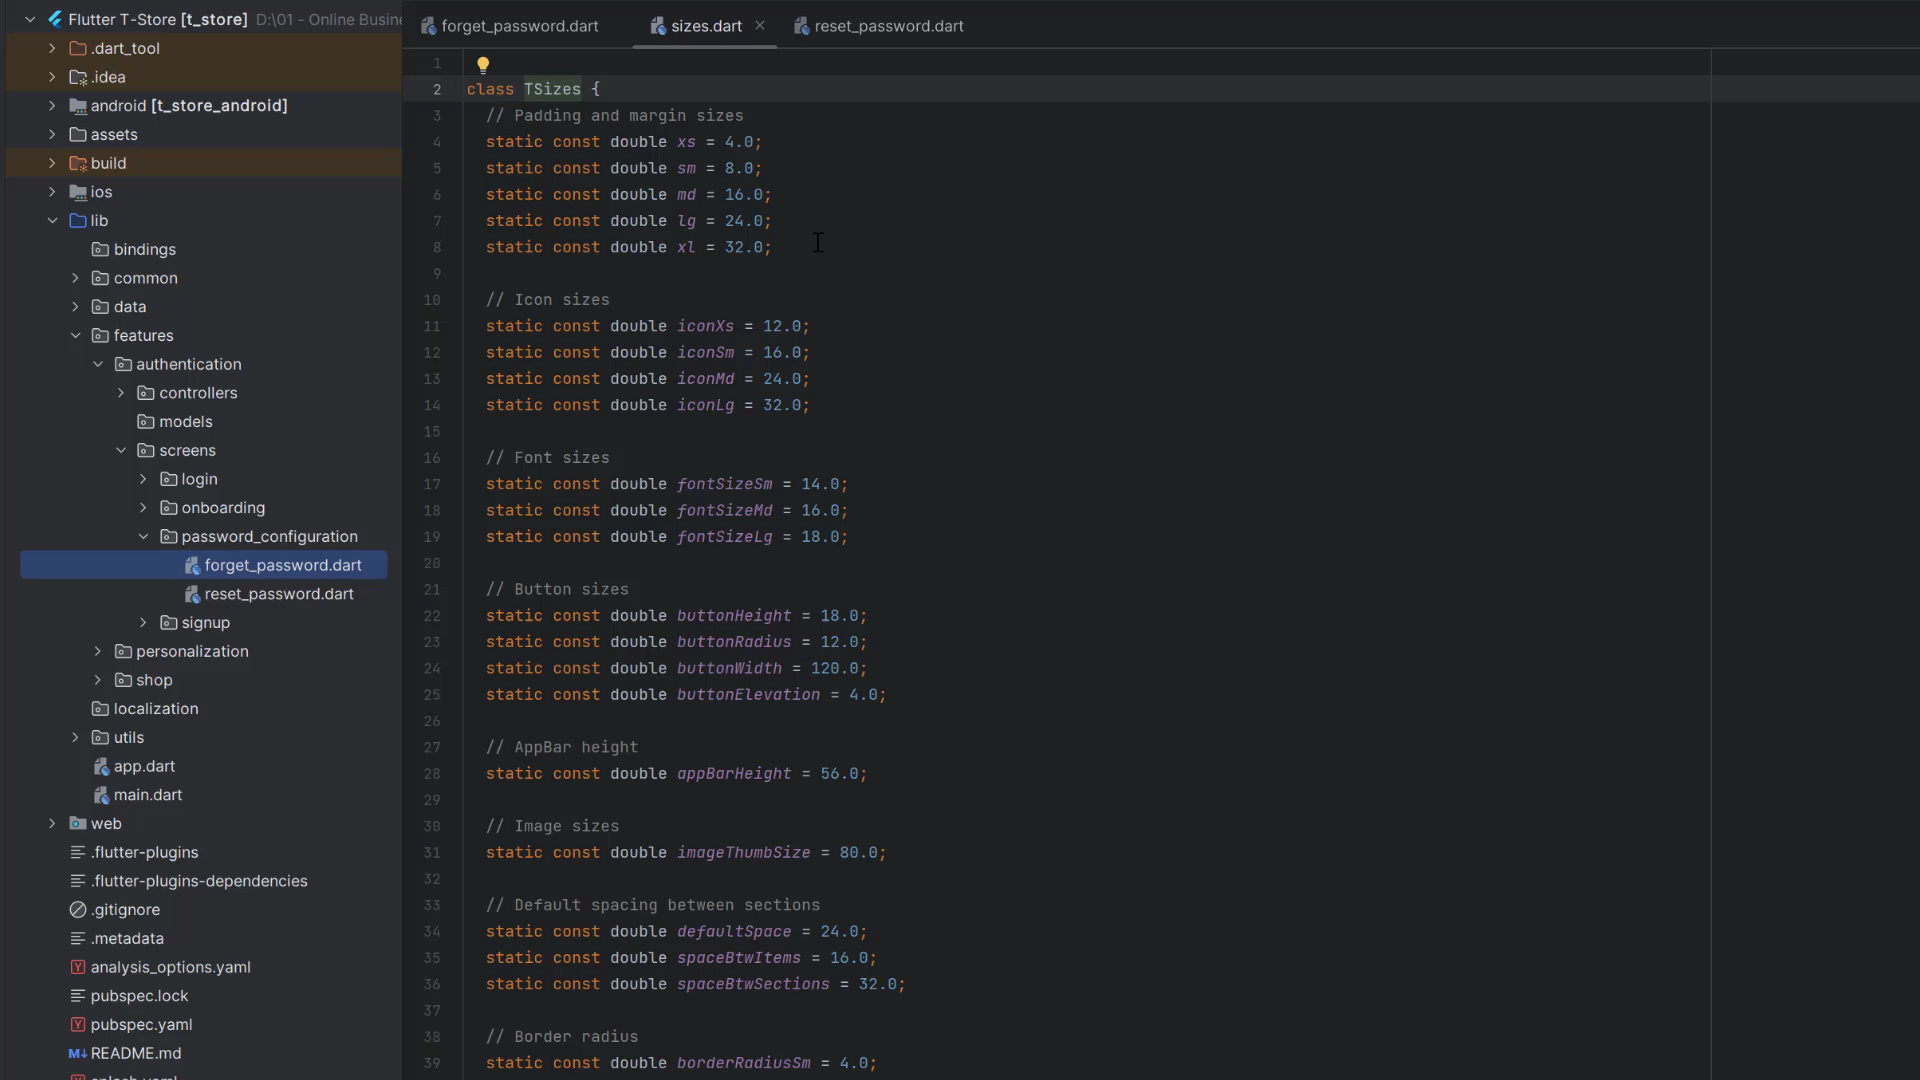 Flutter T-Store [t_store] D:\01 - Online Busine
.dart_tool
.idea
android [t_store_android]
assets
build
ios
lib
bindings
common
data
features
authentication
controllers
models
screens
login
onboarding
password_configuration
forget_password.dart
reset_password.dart
signup
personalization
shop
localization
utils
app.dart
main.dart
web
.flutter-plugins
.flutter-plugins-dependencies
.gitignore
.metadata
analysis_options.yaml
pubspec.lock
pubspec.yaml
README.md
forget_password.dart sizes.dart reset_password.dart
1
2 class TSizes {
3 // Padding and margin sizes
4 static const double xs = 4.0;
5 static const double sm = 8.0;
6 static const double md = 16.0;
7 static const double lg = 24.0;
8 static const double xl = 32.0;
9
10 // Icon sizes
11 static const double iconXs = 12.0;
12 static const double iconSm = 16.0;
13 static const double iconMd = 24.0;
14 static const double iconLg = 32.0;
15
16 // Font sizes
17 static const double fontSizeSm = 14.0;
18 static const double fontSizeMd = 16.0;
19 static const double fontSizeLg = 18.0;
20
21 // Button sizes
22 static const double buttonHeight = 18.0;
23 static const double buttonRadius = 12.0;
24 static const double buttonWidth = 120.0;
25 static const double buttonElevation = 4.0;
26
27 // AppBar height
28 static const double appBarHeight = 56.0;
29
30 // Image sizes
31 static const double imageThumbSize = 80.0;
32
33 // Default spacing between sections
34 static const double defaultSpace = 24.0;
35 static const double spaceBtwItems = 16.0;
36 static const double spaceBtwSections = 32.0;
37
38 // Border radius
39 static const double borderRadiusSm = 4.0;